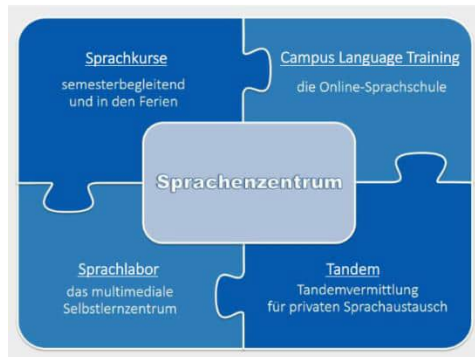 Sprachkurse
semesterbegleitend
und in den Ferien
Campus Language Training
die Online-Sprachschule
Sprachenzentrum
Sprachlabor
das multimediale
Selbstlernzentrum
Tandem
Tandemvermittlung
für privaten Sprachaustausch